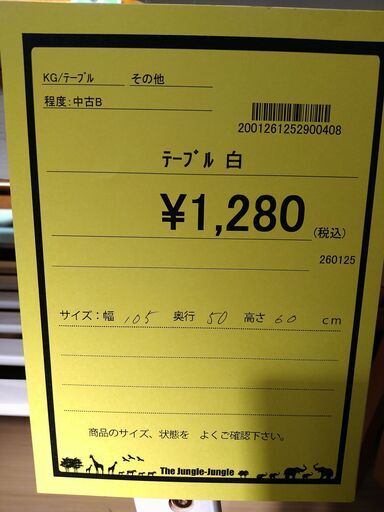 KG/ﾃｰﾌﾞﾙ その他
程度:中古B
2001261252900408
ﾃｰﾌﾞﾙ 白
¥1,280(税込)
260125
サイズ:幅 105 奥行 50 高さ 60 cm
商品のサイズ、状態を よくご確認下さい。
The Jungle-Jungle